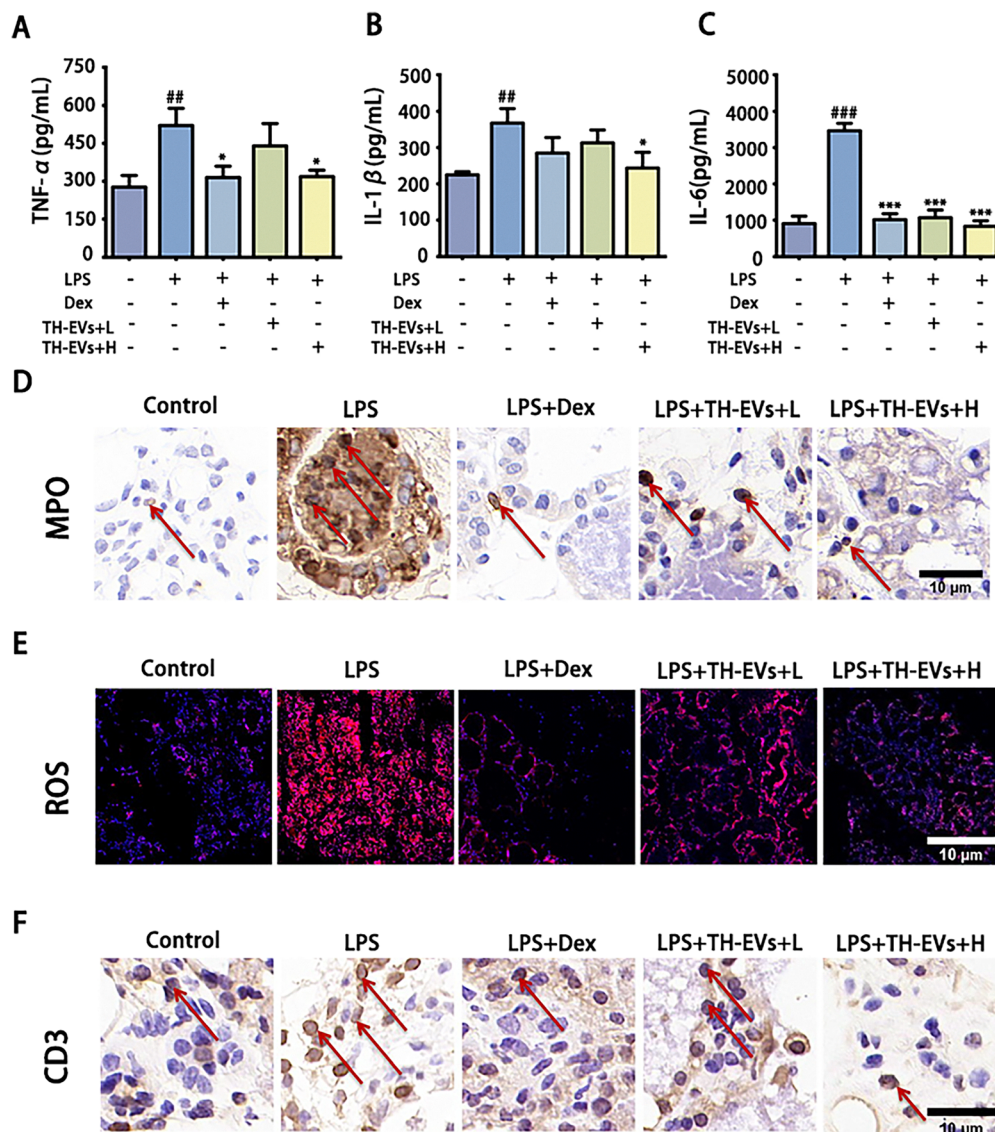 A
B
C
TNF- α (pg/mL)
750
600
450
300
150
0
##
*
*
IL-1 β (pg/mL)
500
400
300
200
100
0
##
*
IL-6(pg/mL)
5000
4000
3000
2000
1000
0
###
***
***
***
LPS - + + + +
Dex - - + - -
TH-EVs+L - - - + -
TH-EVs+H - - - - +
LPS - + + + +
Dex - - + - -
TH-EVs+L - - - + -
TH-EVs+H - - - - +
LPS - + + + +
Dex - - + - -
TH-EVs+L - - - + -
TH-EVs+H - - - - +
D
Control LPS LPS+Dex LPS+TH-EVs+L LPS+TH-EVs+H
MPO
10 μm
E
Control LPS LPS+Dex LPS+TH-EVs+L LPS+TH-EVs+H
ROS
10 μm
F
Control LPS LPS+Dex LPS+TH-EVs+L LPS+TH-EVs+H
CD3
10 μm